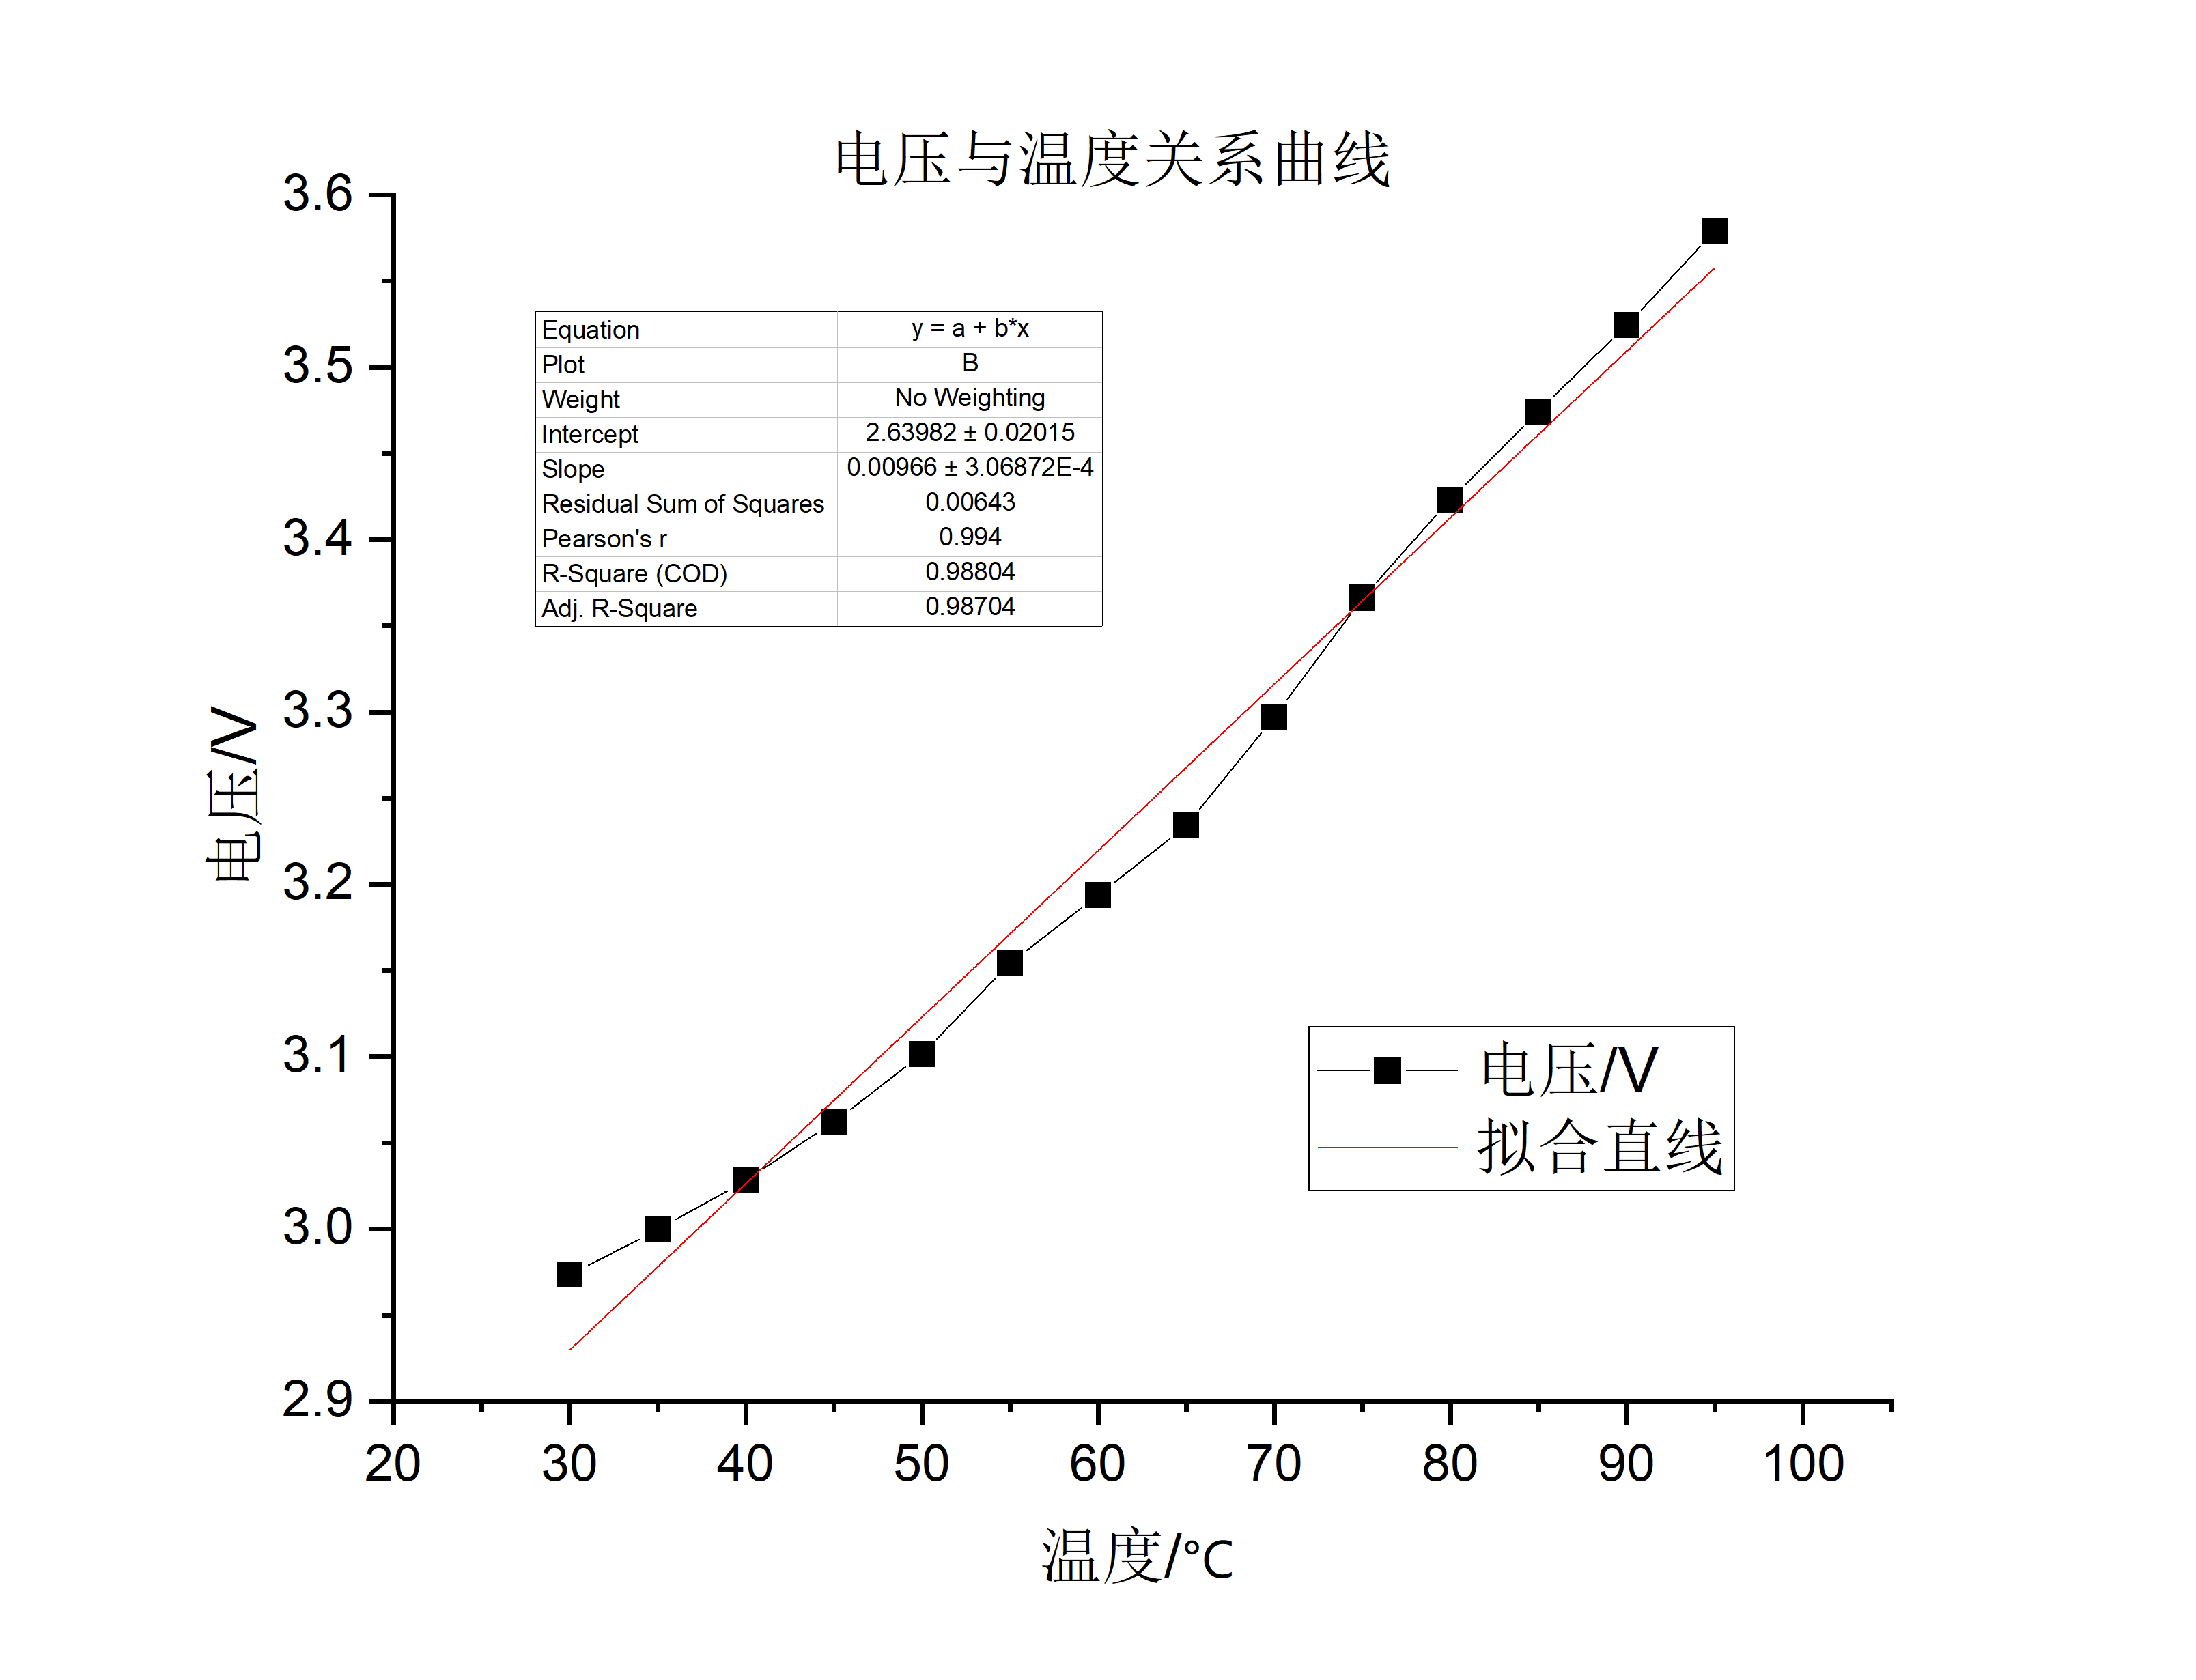 电压与温度关系曲线
3.6
3.5
3.4
3.3
3.2
3.1
3.0
2.9
电压/V
Equation y = a + b*x
Plot B
Weight No Weighting
Intercept 2.63982 ± 0.02015
Slope 0.00966 ± 3.06872E-4
Residual Sum of Squares 0.00643
Pearson's r 0.994
R-Square (COD) 0.98804
Adj. R-Square 0.98704
电压/V
拟合直线
20 30 40 50 60 70 80 90 100
温度/°C